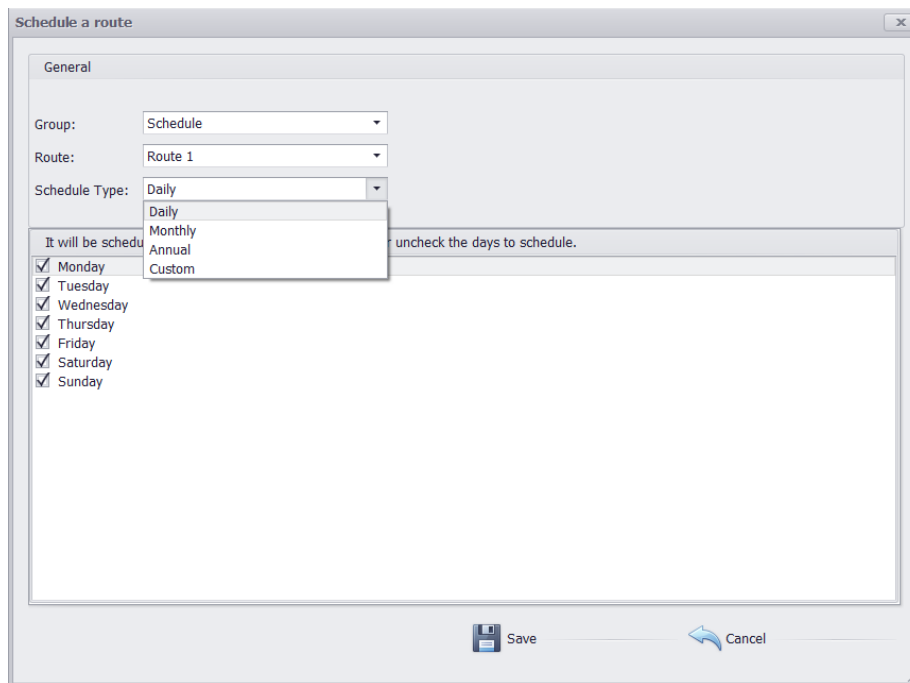 Schedule a route
General
Group: Schedule
Route: Route 1
Schedule Type: Daily
Daily
Monthly
Annual
Custom
It will be schedu uncheck the days to schedule.
Monday
Tuesday
Wednesday
Thursday
Friday
Saturday
Sunday
Save Cancel